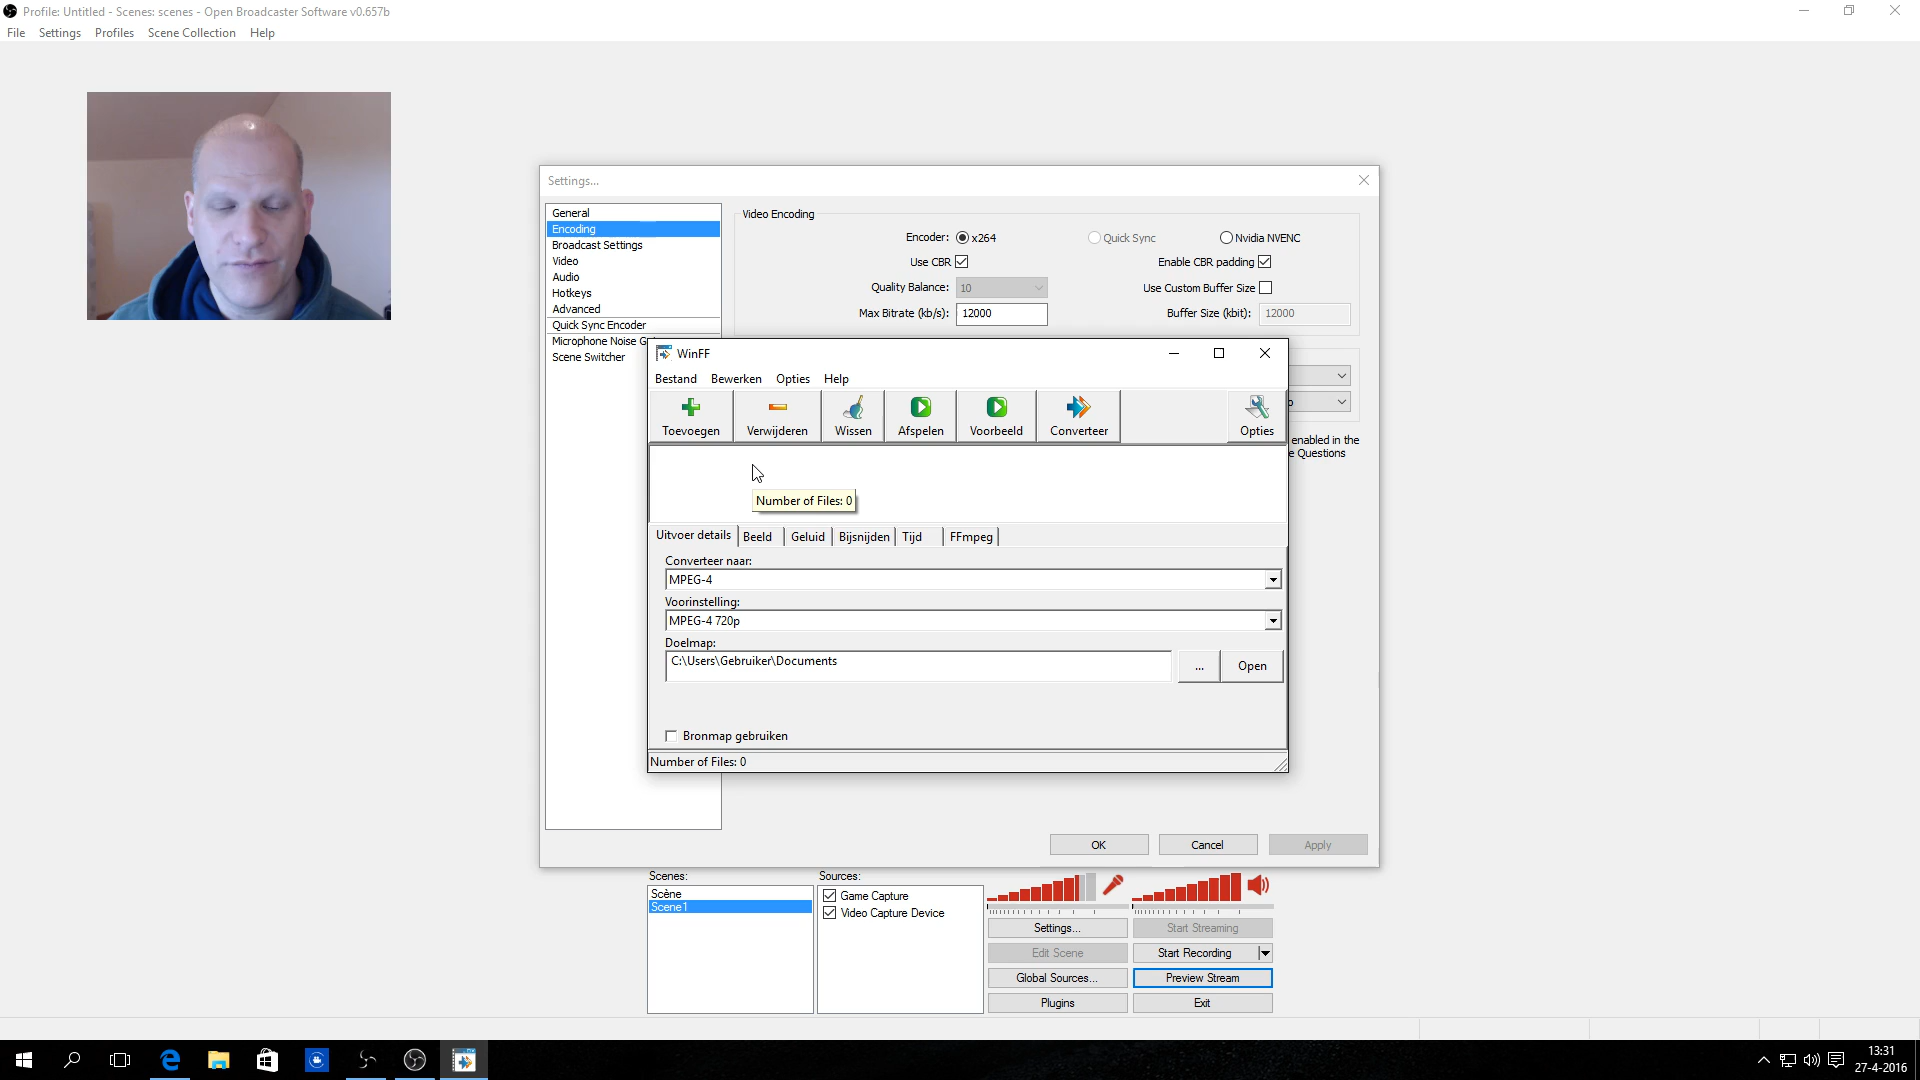 Profile: Untitled - Scenes: scenes - Open Broadcaster Software v0.657b
File Settings Profiles Scene Collection Help
Settings...
General
Encoding
Broadcast Settings
Video
Audio
Hotkeys
Advanced
Quick Sync Encoder
Microphone Noise G
Scene Switcher
Video Encoding
Encoder: x264 Quick Sync Nvidia NVENC
Use CBR Enable CBR padding
Quality Balance: 10 Use Custom Buffer Size
Max Bitrate (kb/s): 12000 Buffer Size (kbit): 12000
enabled in the
e Questions
WinFF
Bestand Bewerken Opties Help
Toevoegen Verwijderen Wissen Afspelen Voorbeeld Converteer Opties
Number of Files: 0
Uitvoer details Beeld Geluid Bijsnijden Tijd FFmpeg
Converteer naar:
MPEG-4
Voorinstelling:
MPEG-4 720p
Doelmap:
C:\Users\Gebruiker\Documents ... Open
Bronmap gebruiken
Number of Files: 0
OK Cancel Apply
Scenes:
Scène
Scene1
Sources:
Game Capture
Video Capture Device
Settings... Start Streaming
Edit Scene Start Recording
Global Sources... Preview Stream
Plugins Exit
13:31
27-4-2016